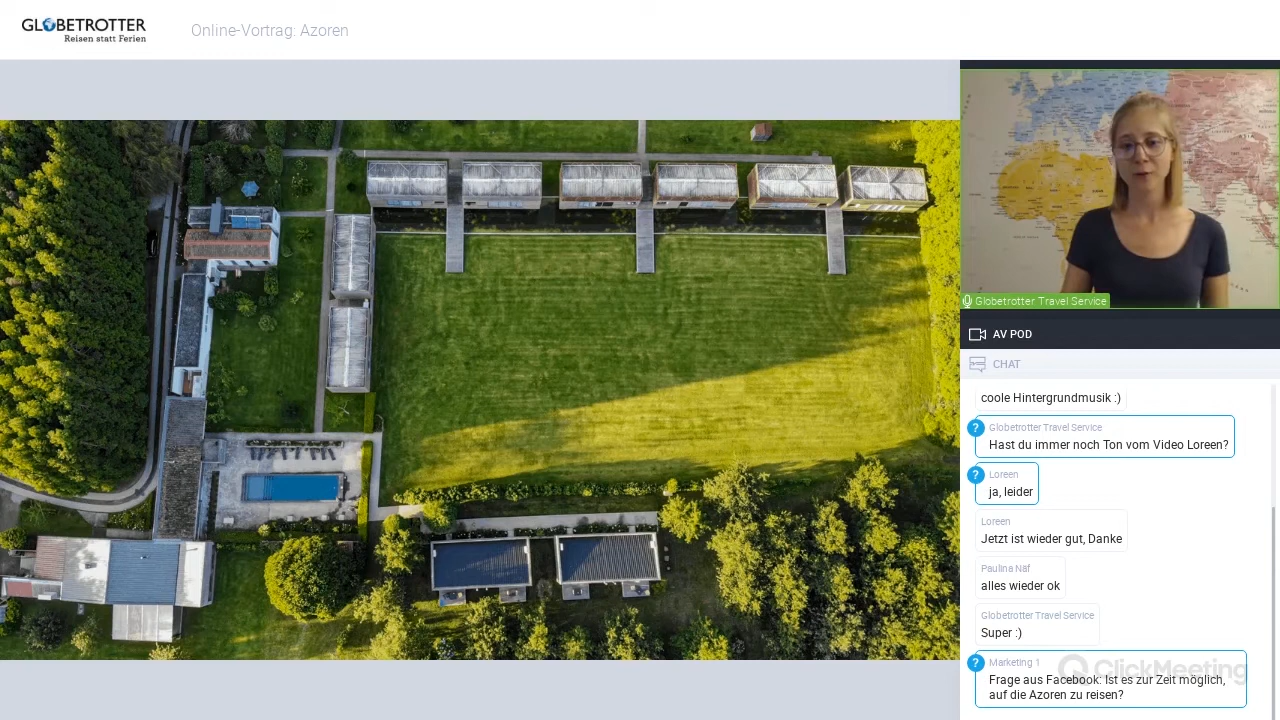 GLOBETROTTER
Reisen statt Ferien
Online-Vortrag: Azoren
ASIA
Globetrotter Travel Service
AV POD
CHAT
coole Hintergrundmusik :)
?
Globetrotter Travel Service
Hast du immer noch Ton vom Video Loreen?
?
Loreen
ja, leider
Loreen
Jetzt ist wieder gut, Danke
Paulina Näf
alles wieder ok
Globetrotter Travel Service
Super :)
?
Marketing 1
ClickMeeting
Frage aus Facebook: Ist es zur Zeit möglich,
auf die Azoren zu reisen?